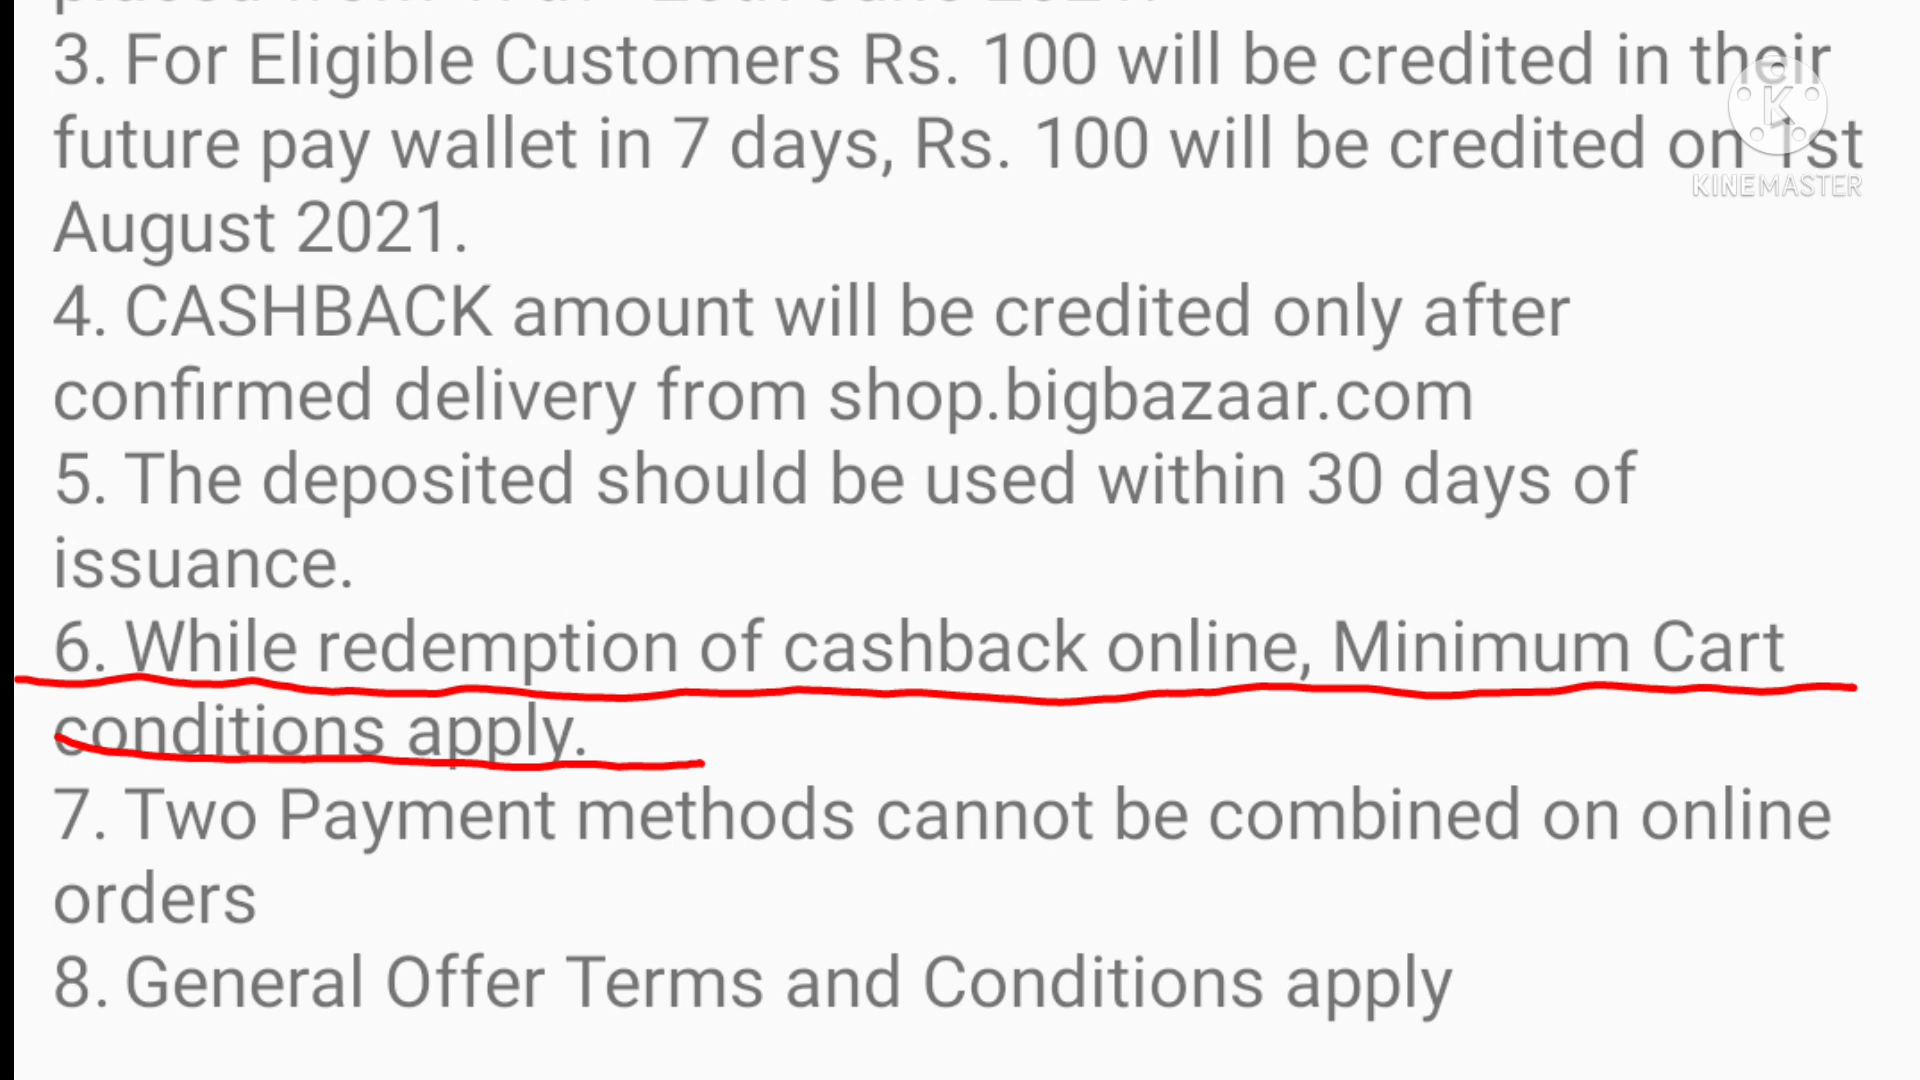 3. For Eligible Customers Rs. 100 will be credited in their
future pay wallet in 7 days, Rs. 100 will be credited on 1st
August 2021.
4. CASHBACK amount will be credited only after
confirmed delivery from shop.bigbazaar.com
5. The deposited should be used within 30 days of
issuance.
6. While redemption of cashback online, Minimum Cart
conditions apply.
7. Two Payment methods cannot be combined on online
orders
8. General Offer Terms and Conditions apply
K
KINEMASTER